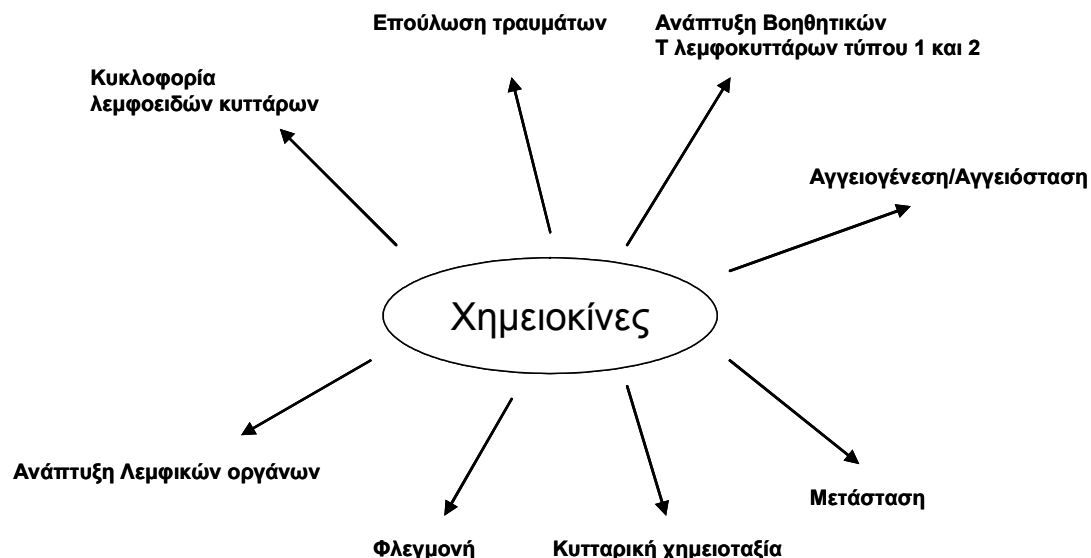 Επούλωση τραυμάτων
Ανάπτυξη Βοηθητικών
Τ λεμφοκυττάρων τύπου 1 και 2
Κυκλοφορία
λεμφοειδών κυττάρων
Αγγειογένεση/Αγγειόσταση
Χημειοκίνες
Ανάπτυξη Λεμφικών οργάνων
Μετάσταση
Φλεγμονή
Κυτταρική χημειοταξία